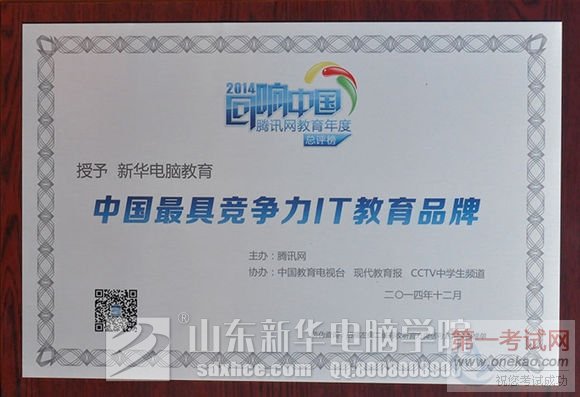 2014
回响中国
腾讯网教育年度
总评榜
授予 新华电脑教育
中国最具竞争力IT教育品牌
主办：腾讯网
协办：中国教育电视台 现代教育报 CCTV中学生频道
二〇一四年十二月
®山东新华电脑学院
sdxhce.com QQ:8008008900
第一考试网
www.onekao.com
祝您考试成功